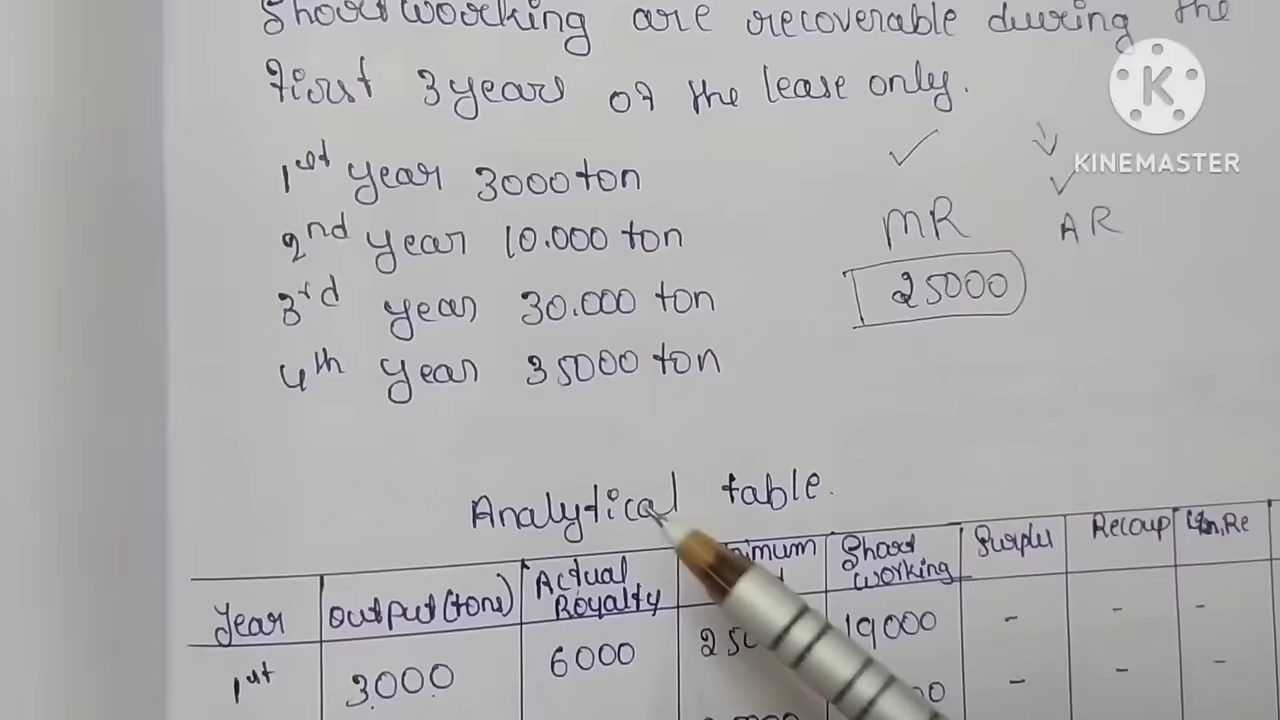 Short working are recoverable during the
First 3 years of the lease only.
1st year 3000 ton
2nd year 10.000 ton
3rd year 30.000 ton
4th year 35000 ton
MR
AR
25000
K
KINEMASTER
Analytical table.
Year
output (tons)
Actual Royalty
Short working
Surplus
Recoup
Un, Re
1st
3000
6000
19000
-
-
-
-
-
-